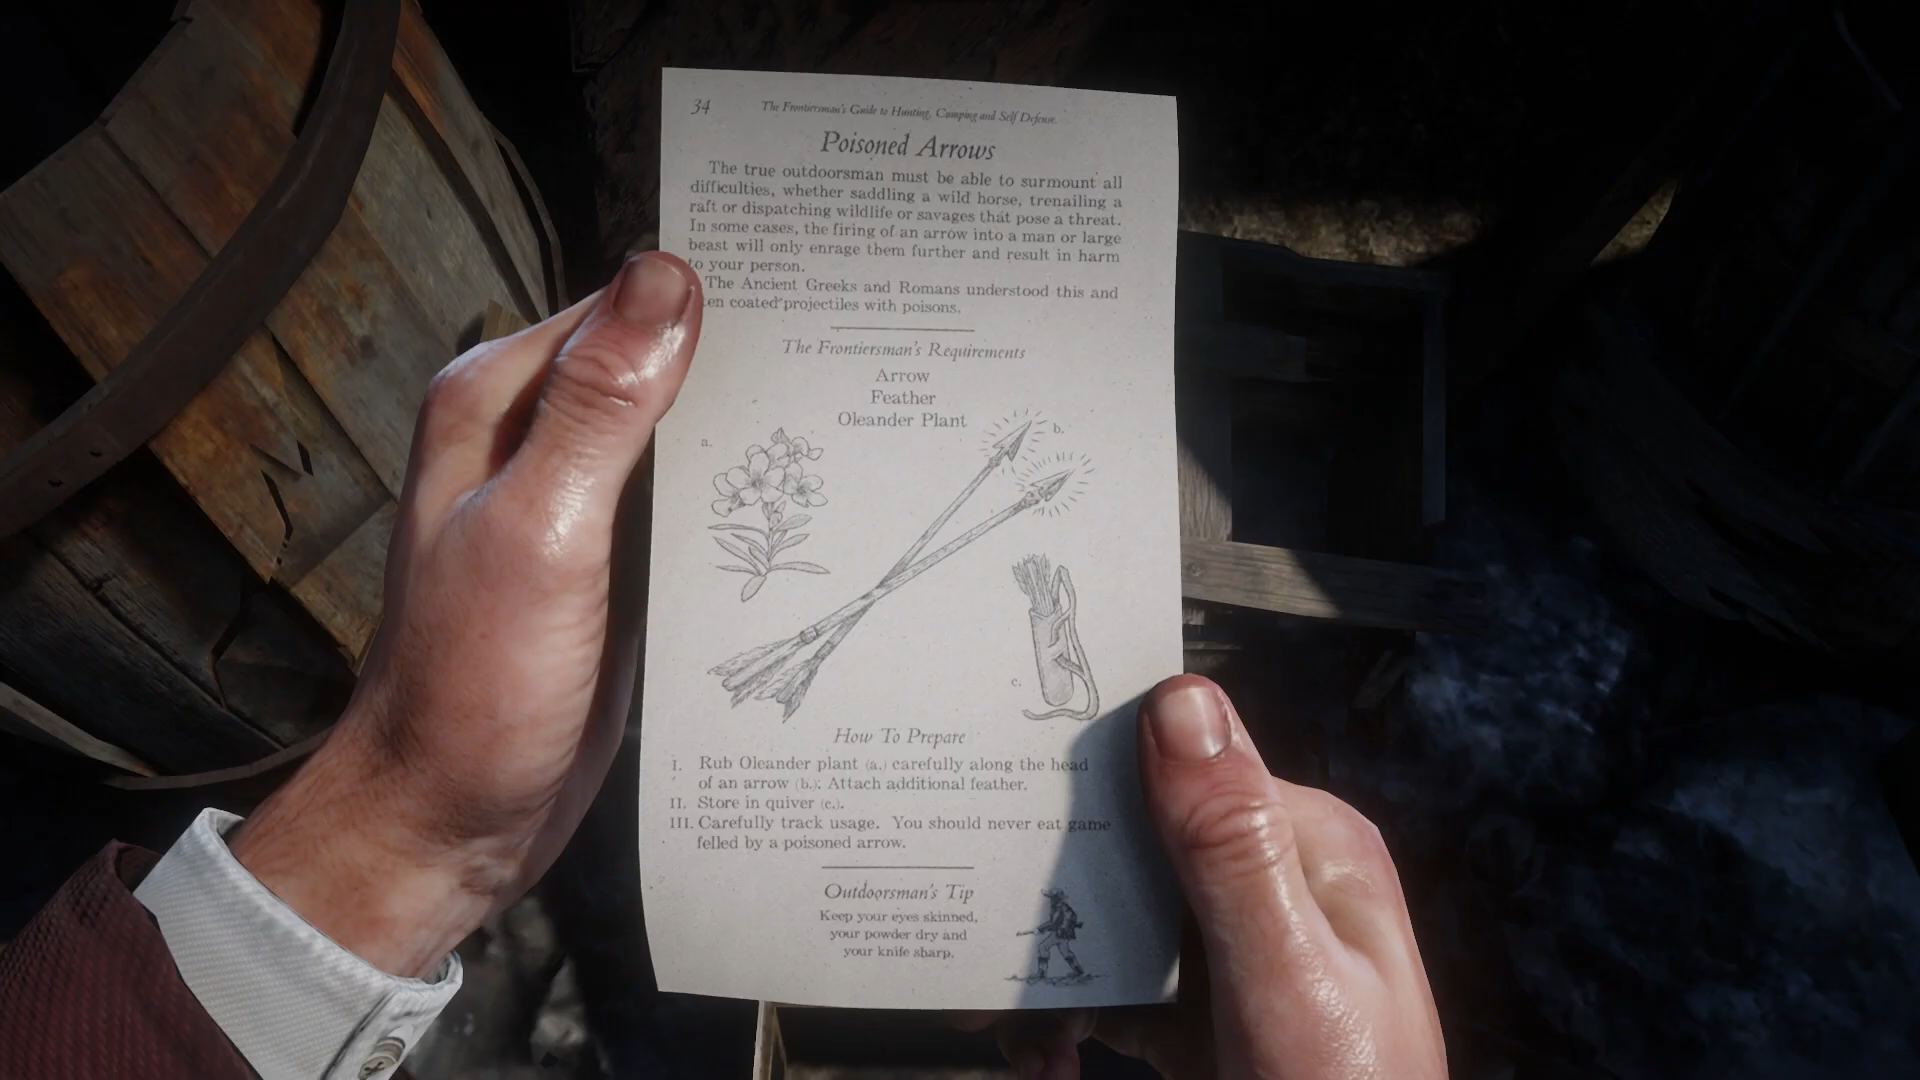 34
The Frontiersman's Guide to Hunting, Camping and Self Defense.
Poisoned Arrows
The true outdoorsman must be able to surmount all
difficulties, whether saddling a wild horse, trenailing a
raft or dispatching wildlife or savages that pose a threat.
In some cases, the firing of an arrow into a man or large
beast will only enrage them further and result in harm
to your person.
The Ancient Greeks and Romans understood this and
ten coated projectiles with poisons.
The Frontiersman's Requirements
Arrow
Feather
Oleander Plant
a.
b.
c.
How To Prepare
I. Rub Oleander plant (a.) carefully along the head
of an arrow (b.). Attach additional feather.
II. Store in quiver (c.).
III. Carefully track usage. You should never eat game
felled by a poisoned arrow.
Outdoorsman's Tip
Keep your eyes skinned,
your powder dry and
your knife sharp.